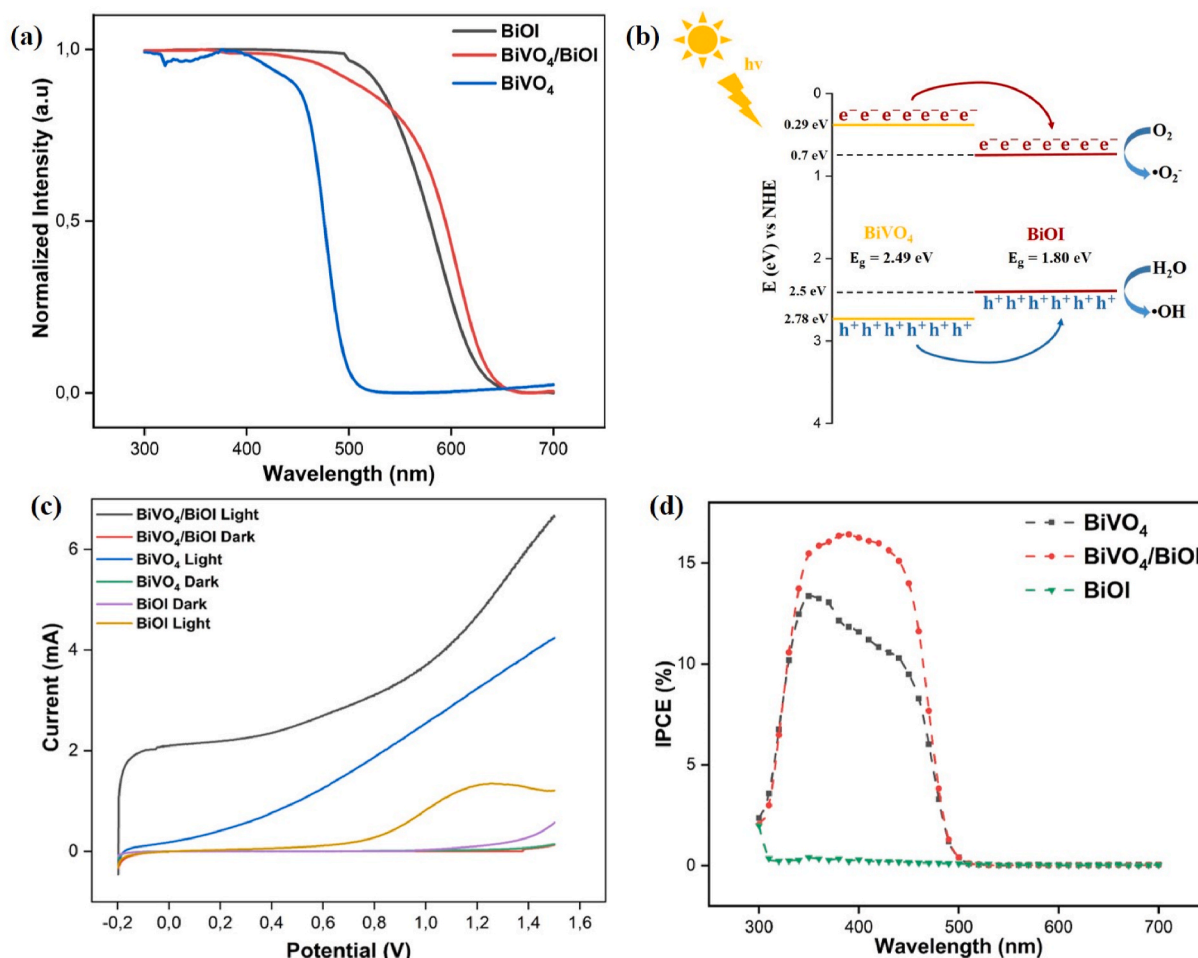 (a)
BiOI
BiVO₄/BiOI
BiVO₄
1,0
0,5
0,0
Normalized Intensity (a.u)
300 400 500 600 700
Wavelength (nm)
(b)
hν
E (eV) vs NHE
0
0.29 eV
0.7 eV
1
2
2.5 eV
2.78 eV
3
4
e⁻ e⁻ e⁻ e⁻ e⁻ e⁻ e⁻
e⁻ e⁻ e⁻ e⁻ e⁻ e⁻ e⁻
O₂
•O₂⁻
BiVO₄
E_g = 2.49 eV
BiOI
E_g = 1.80 eV
H₂O
•OH
h⁺ h⁺ h⁺ h⁺ h⁺ h⁺
h⁺ h⁺ h⁺ h⁺ h⁺ h⁺
(c)
BiVO₄/BiOI Light
BiVO₄/BiOI Dark
BiVO₄ Light
BiVO₄ Dark
BiOI Dark
BiOI Light
6
4
2
0
Current (mA)
-0,2 0,0 0,2 0,4 0,6 0,8 1,0 1,2 1,4 1,6
Potential (V)
(d)
BiVO₄
BiVO₄/BiOI
BiOI
15
10
5
0
IPCE (%)
300 400 500 600 700
Wavelength (nm)